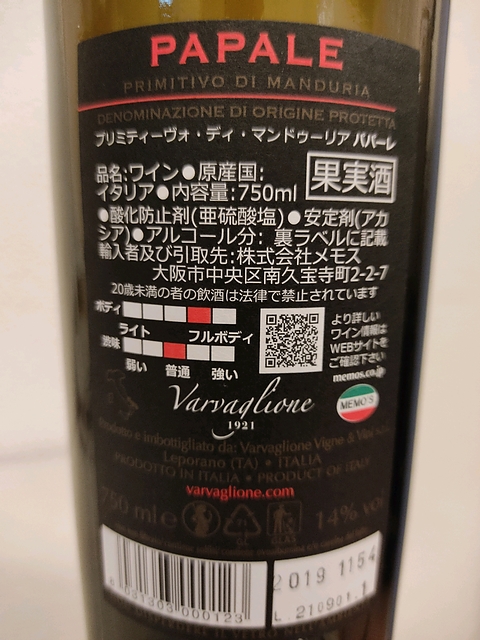 PAPALE
PRIMITIVO DI MANDURIA
DENOMINAZIONE DI ORIGINE PROTETTA
プリミティーヴォ・ディ・マンドゥーリア パパーレ
品名:ワイン●原産国:
イタリア●内容量:750ml
果実酒
●酸化防止剤(亜硫酸塩)●安定剤(アカ
シア)●アルコール分: 裏ラベルに記載
輸入者及び引取先:株式会社メモス
大阪市中央区南久宝寺町2-2-7
20歳未満の者の飲酒は法律で禁止されています
ボディ
ライト フルボディ
渋味
弱い 普通 強い
より詳しい
ワイン情報は
WEBサイトを
ご確認下さい
memos.co.jp
MEMO'S
Varvaglione
1921
Prodotto e imbottigliato da: Varvaglione Vigne &
Leporano (TA) • ITALIA
PRODOTTO IN ITALIA • PRODUCT OF ITALY
varvaglione.com
750 ml e
14% vol
000123
2019 1154
L.210901.1